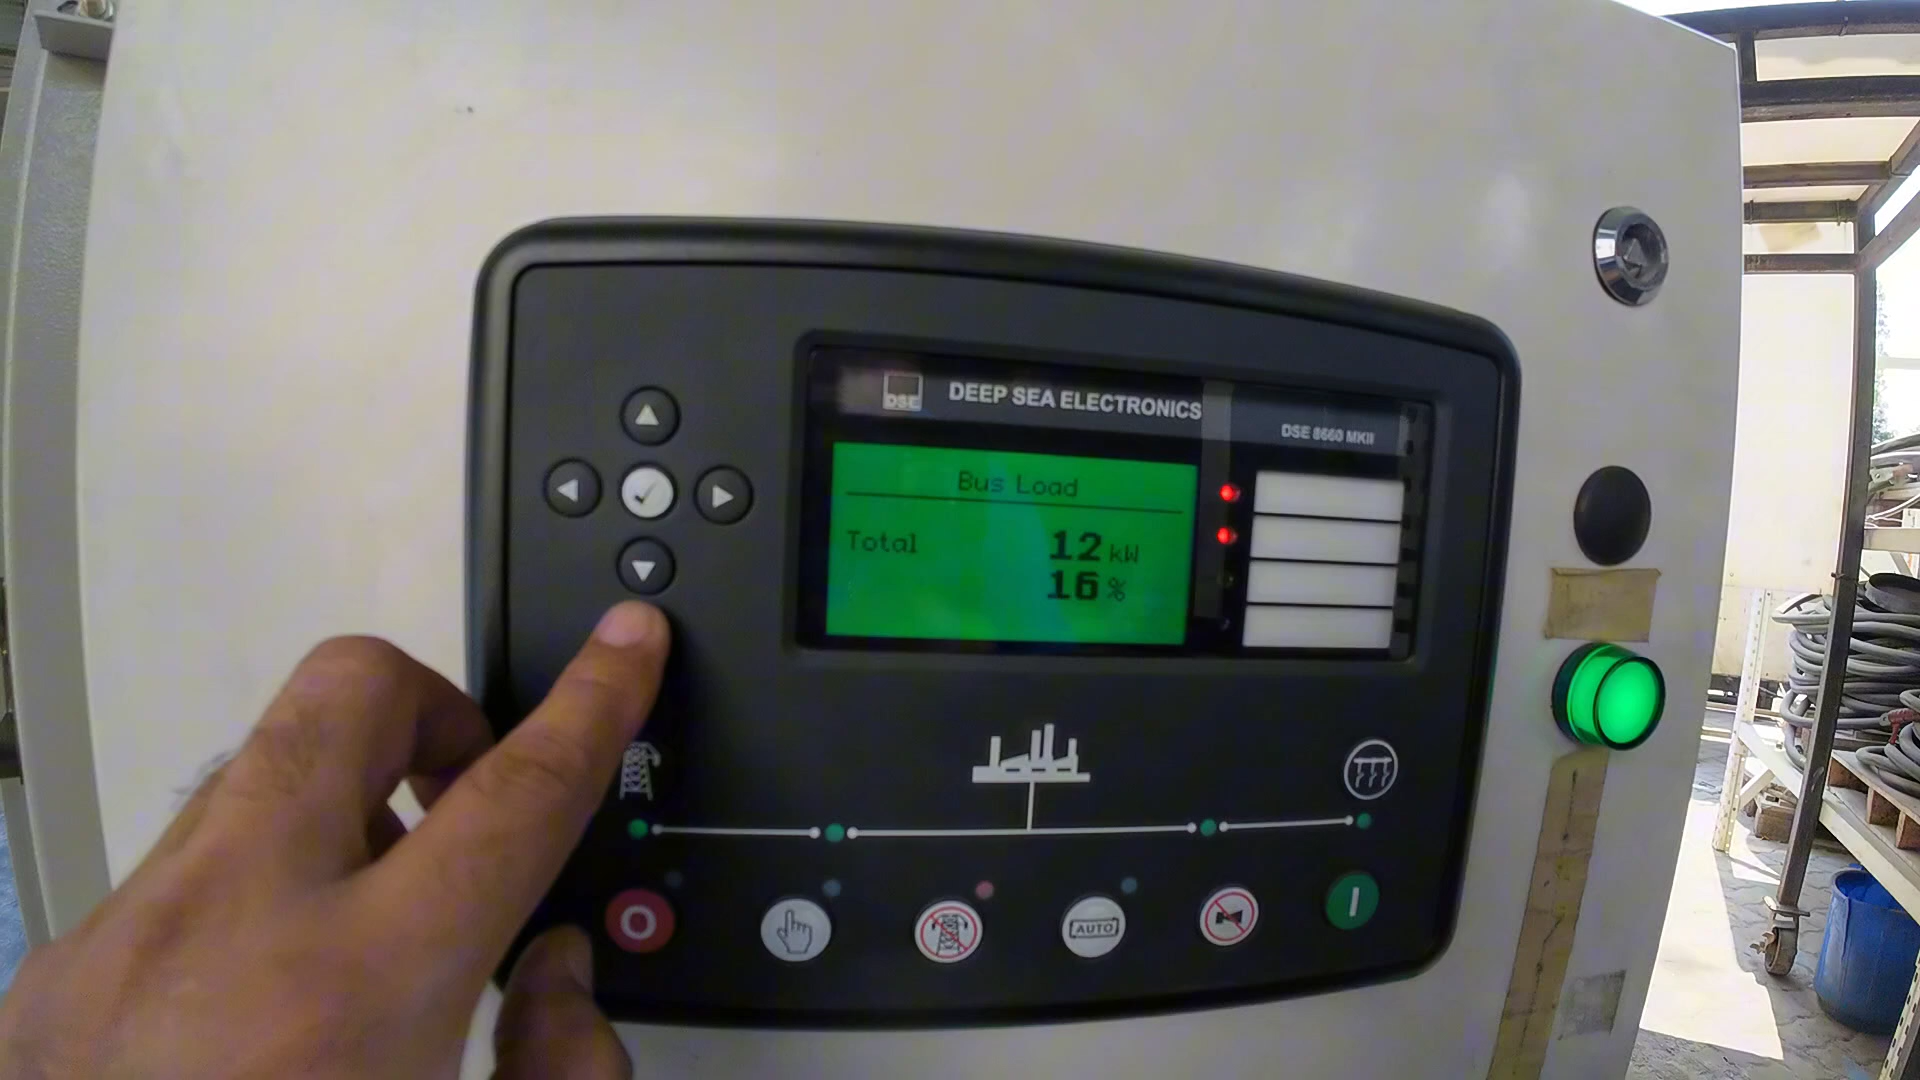 DSE
DEEP SEA ELECTRONICS
DSE 8660 MKII
Bus Load
Total 12 kW
16 %
AUTO